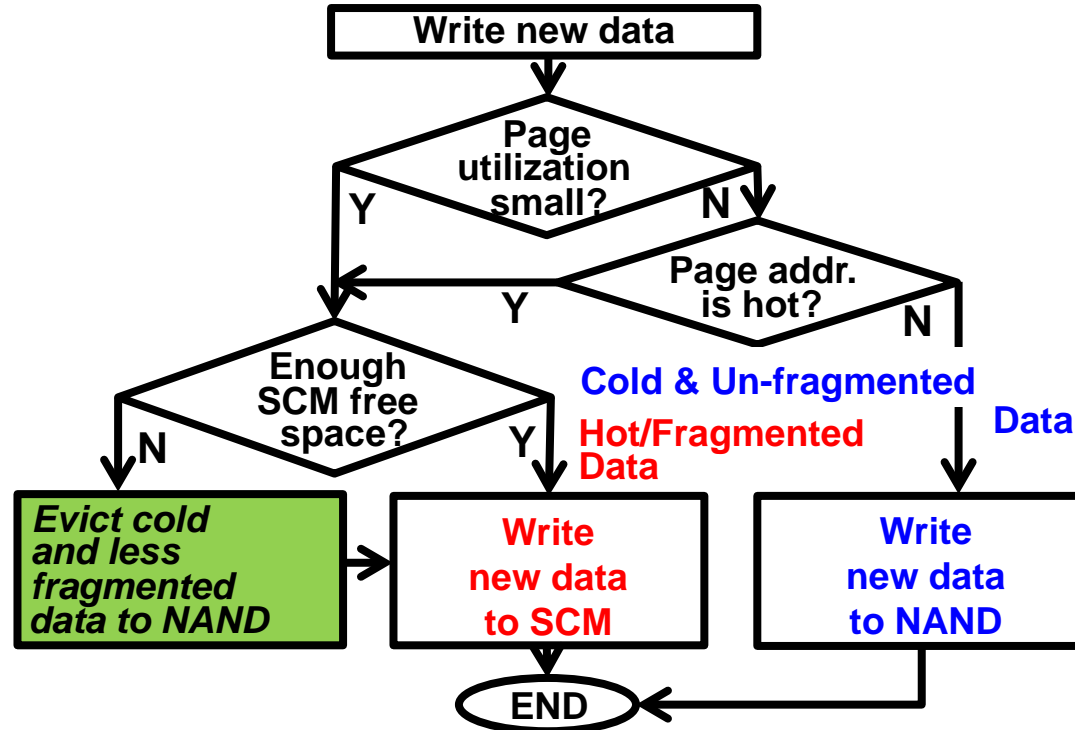 Write new data
Page
utilization
small?
Y
N
Page addr.
is hot?
Y
N
Enough
SCM free
space?
N
Y
Cold & Un-fragmented
Data
Hot/Fragmented
Data
Evict cold
and less
fragmented
data to NAND
Write
new data
to SCM
Write
new data
to NAND
END